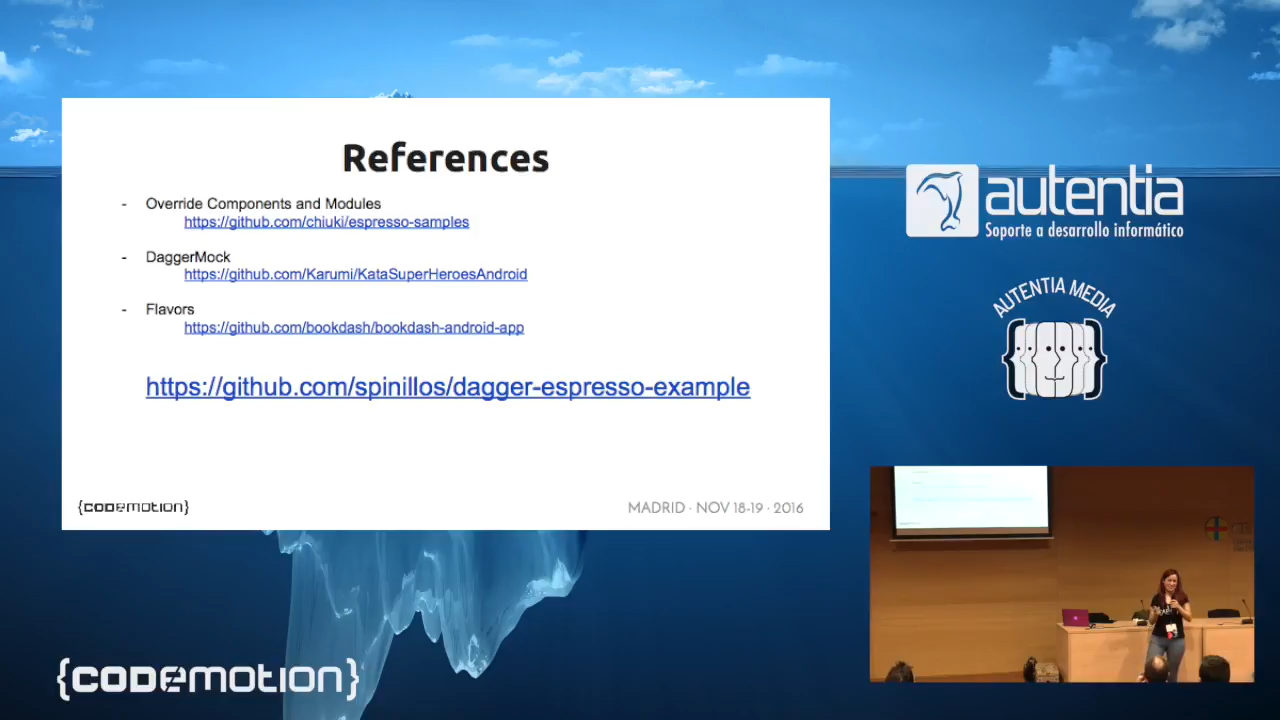 References
- Override Components and Modules
https://github.com/chiuki/espresso-samples
- DaggerMock
https://github.com/Karumi/KataSuperHeroesAndroid
- Flavors
https://github.com/bookdash/bookdash-android-app
https://github.com/spinillos/dagger-espresso-example
{CODEMOTION}
MADRID · NOV 18-19 · 2016
autentia
Soporte a desarrollo informático
AUTENTIA MEDIA
{CODEMOTION}